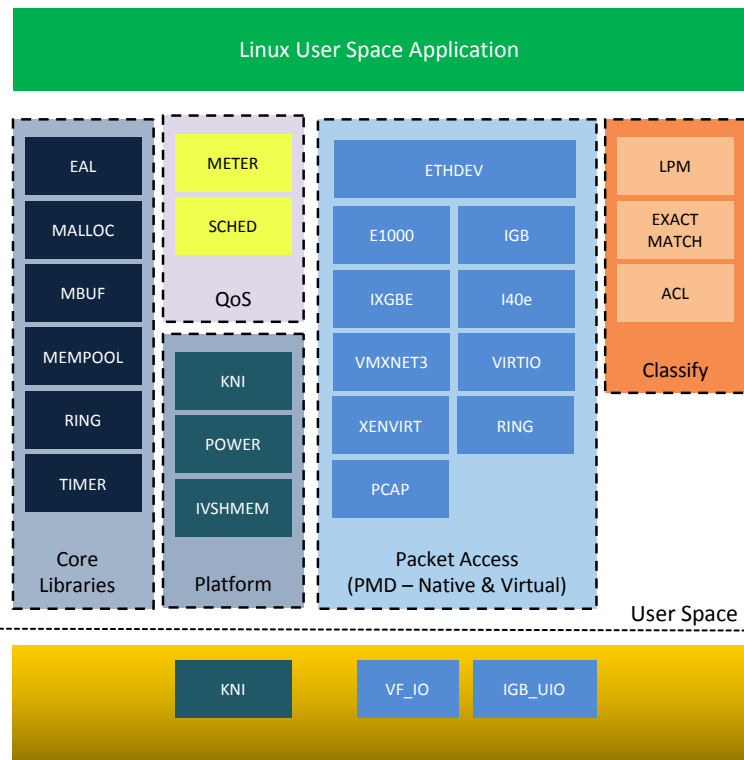 Linux User Space Application
EAL
MALLOC
MBUF
MEMPOOL
RING
TIMER
Core
Libraries
METER
SCHED
QoS
KNI
POWER
IVSHMEM
Platform
ETHDEV
E1000
IGB
IXGBE
I40e
VMXNET3
VIRTIO
XENVIRT
RING
PCAP
Packet Access
(PMD – Native & Virtual)
LPM
EXACT
MATCH
ACL
Classify
User Space
KNI
VF_IO
IGB_UIO